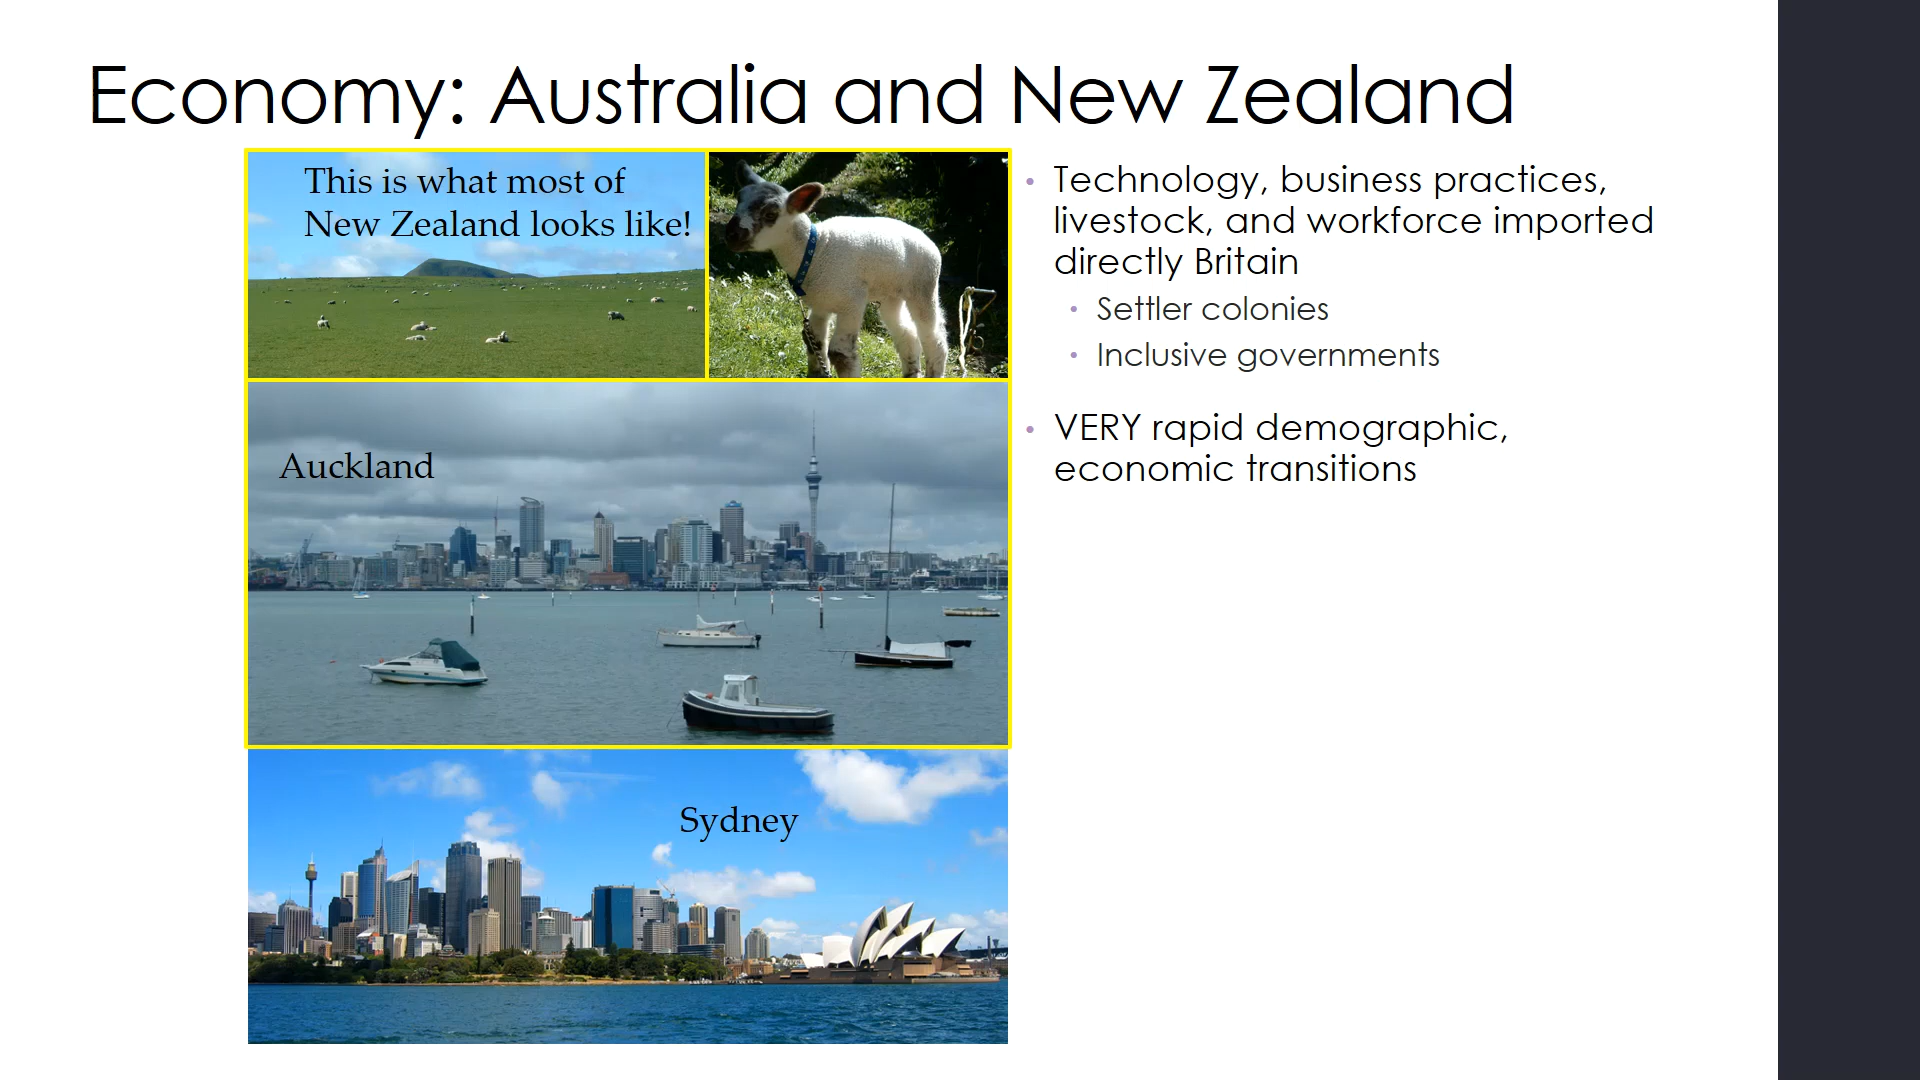 Economy: Australia and New Zealand
This is what most of
New Zealand looks like!
Auckland
Sydney
• Technology, business practices,
livestock, and workforce imported
directly Britain
• Settler colonies
• Inclusive governments
• VERY rapid demographic,
economic transitions